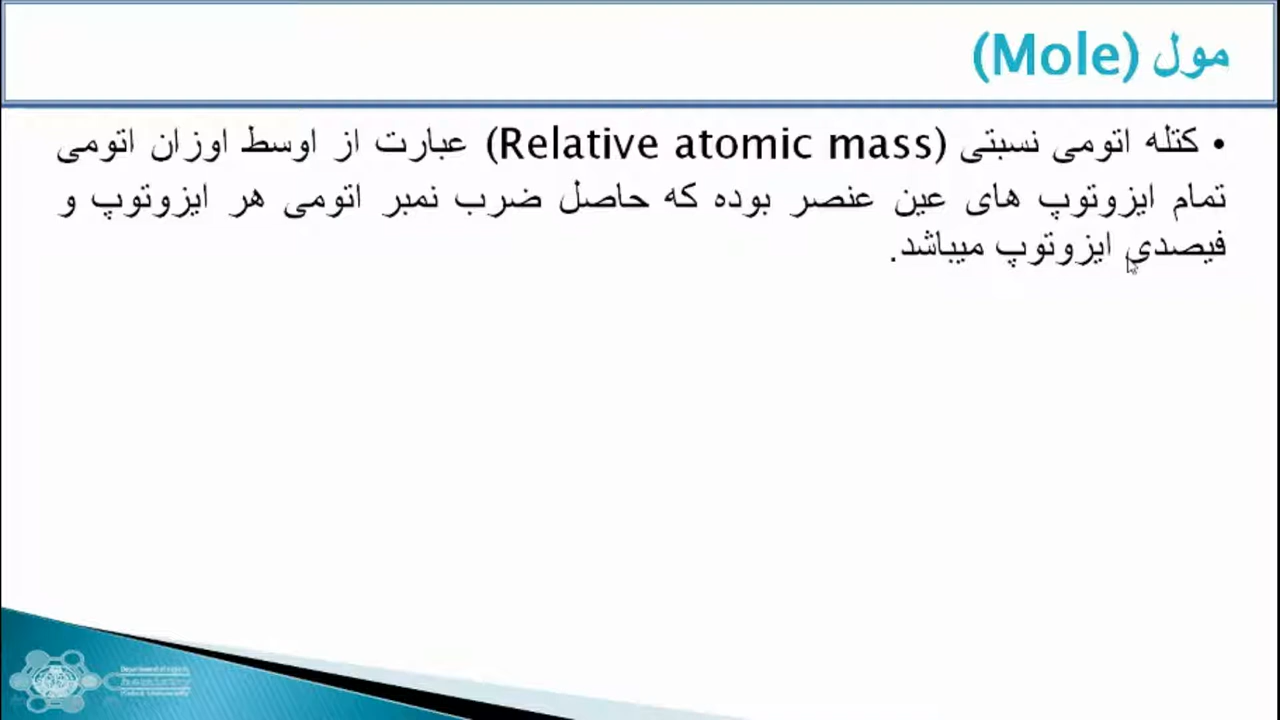 مول (Mole)
• کتله اتومی نسبتی (Relative atomic mass) عبارت از اوسط اوزان اتومی
تمام ایزوتوپ های عین عنصر بوده که حاصل ضرب نمبر اتومی هر ایزوتوپ و
فیصدی ایزوتوپ میباشد.